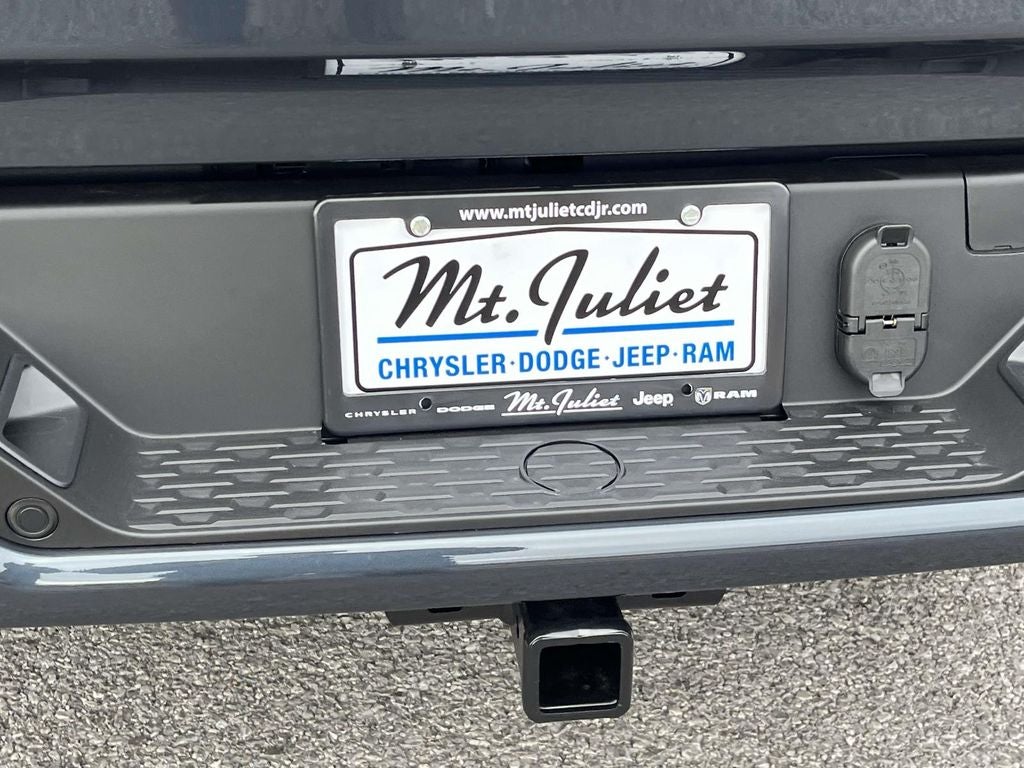 www.mtjulietcdjr.com
Mt. Juliet
CHRYSLER·DODGE·JEEP·RAM
CHRYSLER DODGE Mt. Juliet Jeep RAM